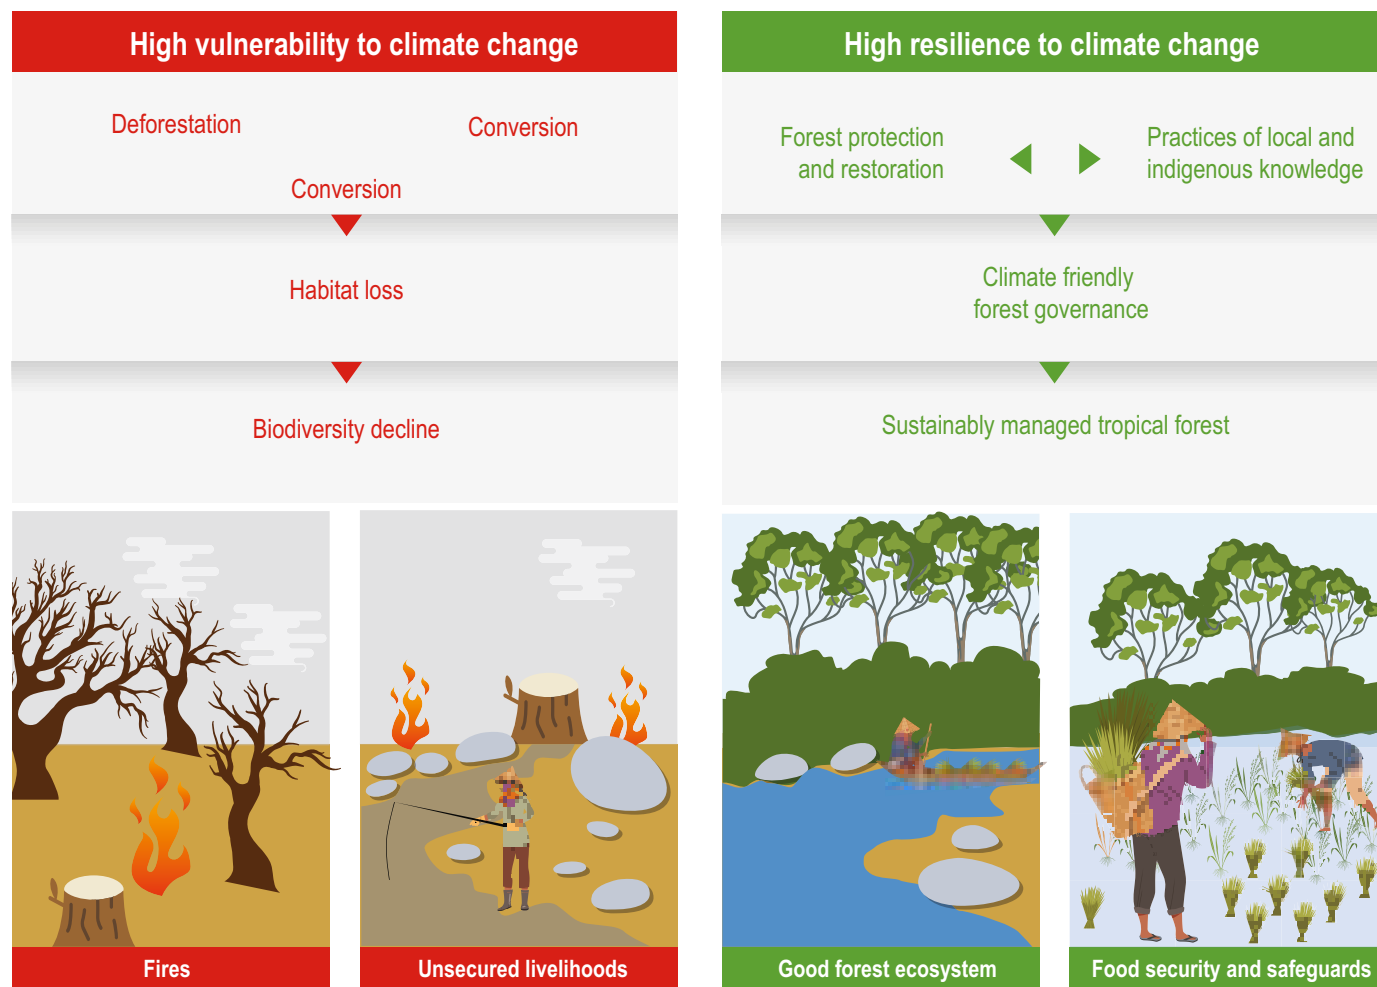 High vulnerability to climate change
Deforestation
Conversion
Conversion
Habitat loss
Biodiversity decline
Fires
Unsecured livelihoods
High resilience to climate change
Forest protection
and restoration
Practices of local and
indigenous knowledge
Climate friendly
forest governance
Sustainably managed tropical forest
Good forest ecosystem
Food security and safeguards